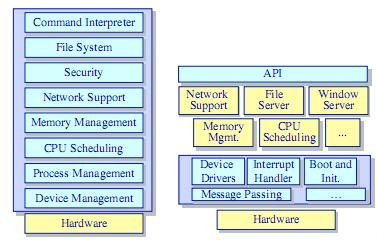 Command Interpreter
File System
Security
Network Support
Memory Management
CPU Scheduling
Process Management
Device Management
Hardware
API
Network
Support
File
Server
Window
Server
Memory
Mgmt.
CPU
Scheduling
...
Device
Drivers
Interrupt
Handler
Boot and
Init.
Message Passing
...
Hardware